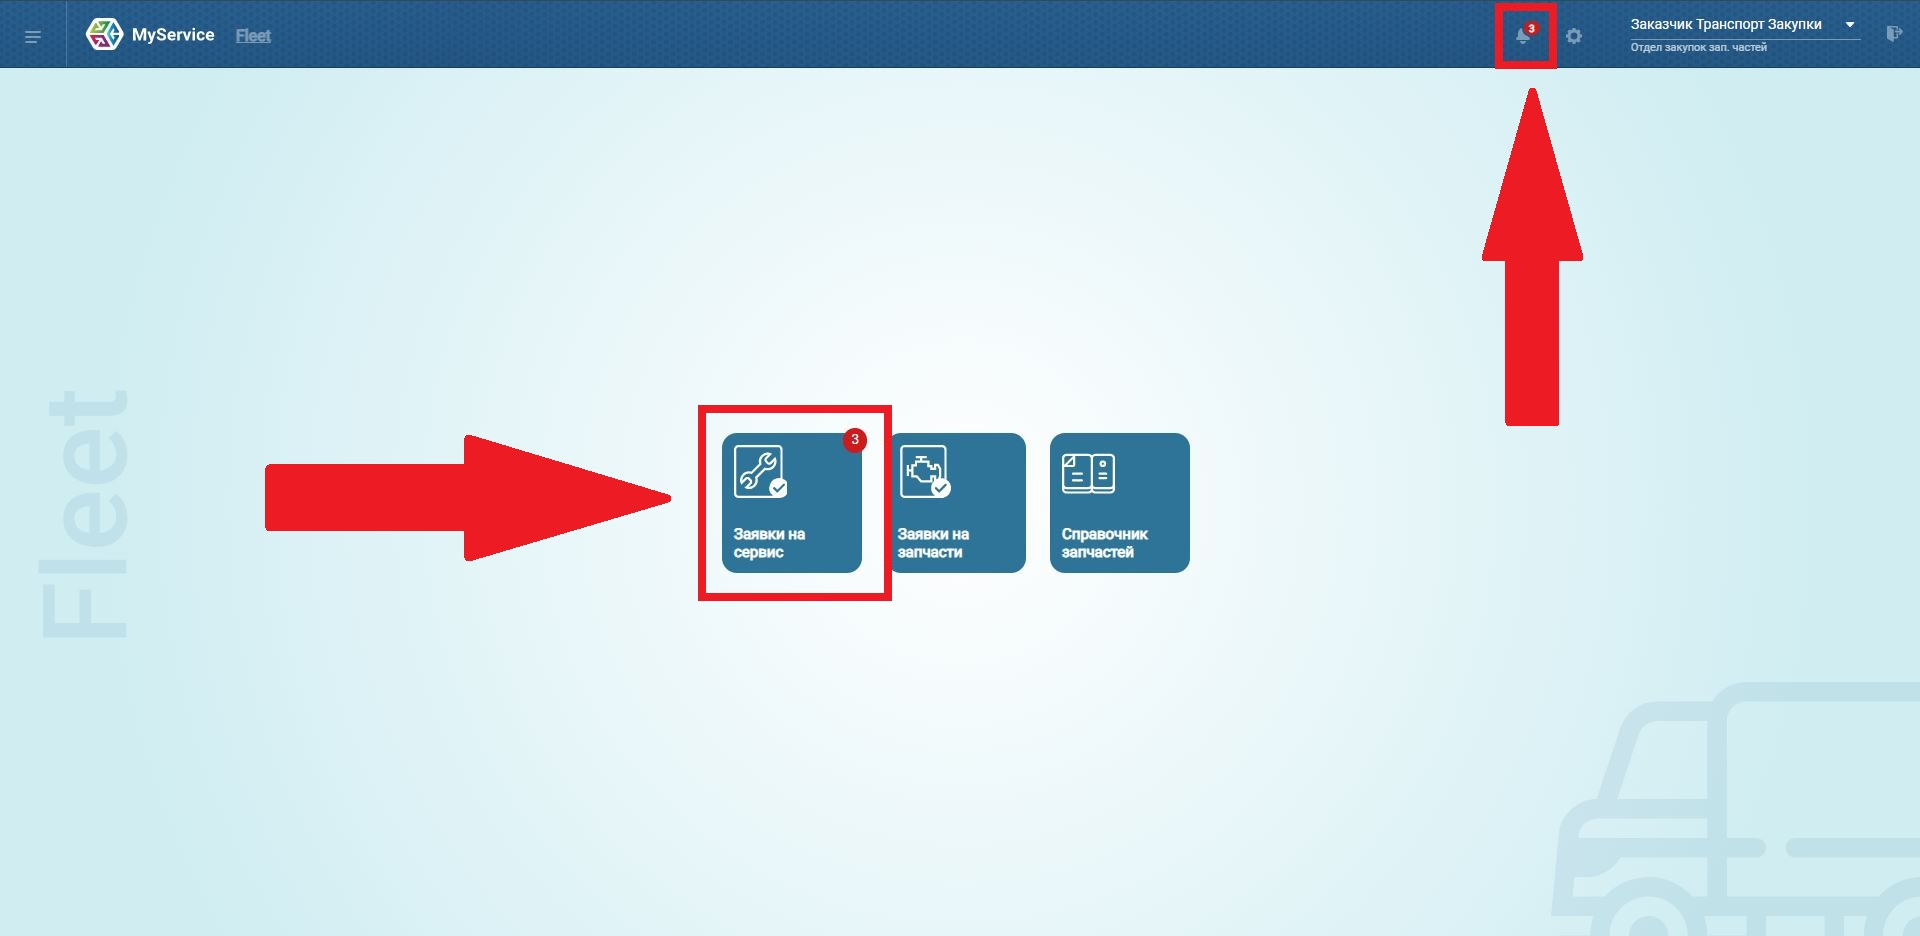 MyService
Fleet
3
Заказчик Транспорт Закупки
Отдел закупок зап. частей
Fleet
3
Заявки на
сервис
Заявки на
запчасти
Справочник
запчастей